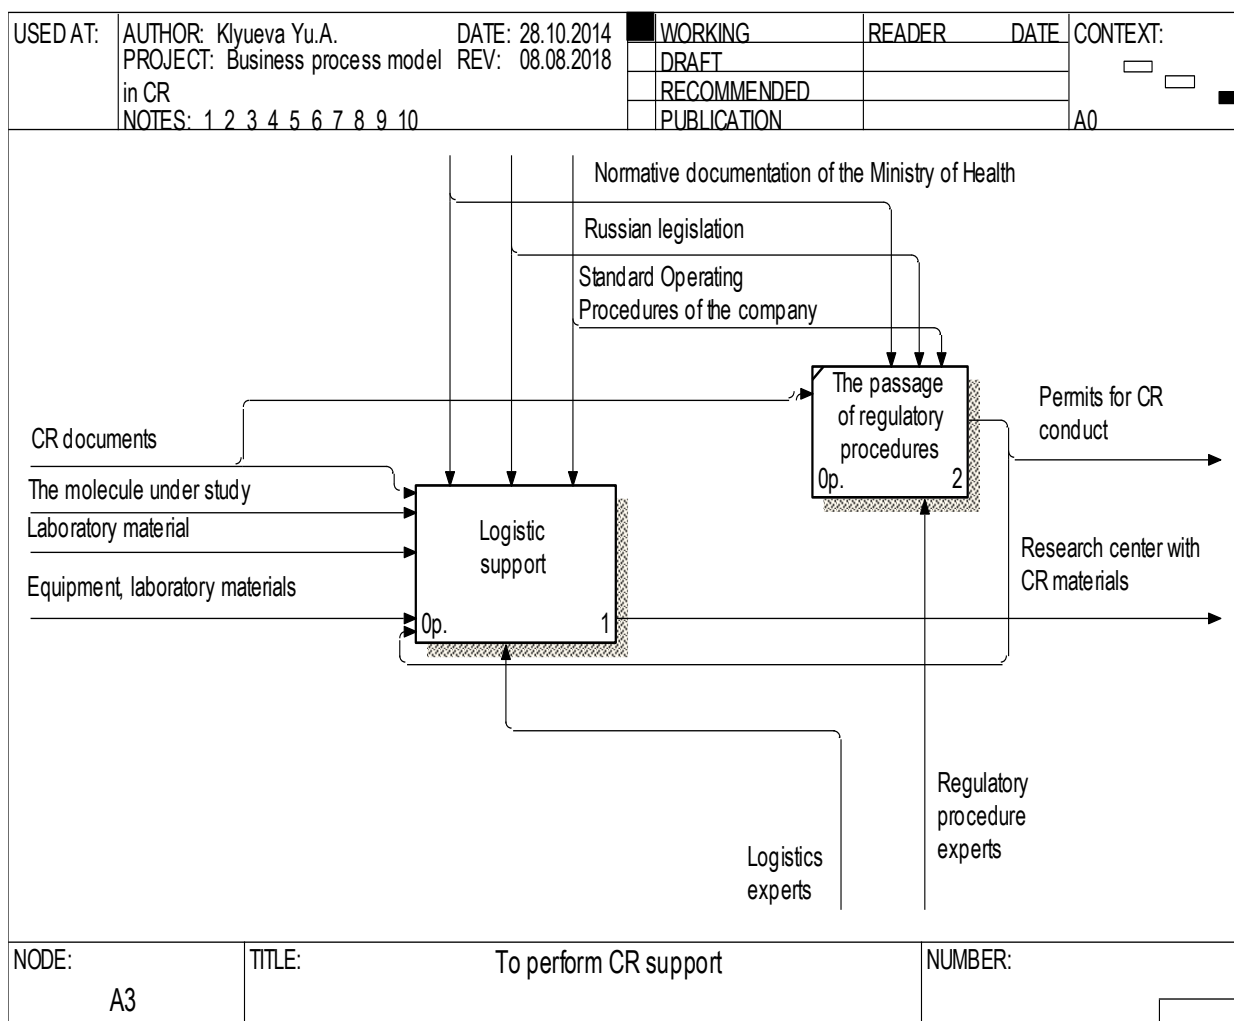 USED AT:
AUTHOR: Klyueva Yu.A.
DATE: 28.10.2014
PROJECT: Business process model
REV: 08.08.2018
in CR
NOTES: 1 2 3 4 5 6 7 8 9 10
WORKING
DRAFT
RECOMMENDED
PUBLICATION
READER
DATE
CONTEXT:
A0
Normative documentation of the Ministry of Health
Russian legislation
Standard Operating
Procedures of the company
The passage
of regulatory
procedures
0p.
2
Permits for CR
conduct
CR documents
The molecule under study
Laboratory material
Equipment, laboratory materials
Logistic
support
0p.
1
Research center with
CR materials
Regulatory
procedure
experts
Logistics
experts
NODE:
A3
TITLE:
To perform CR support
NUMBER: